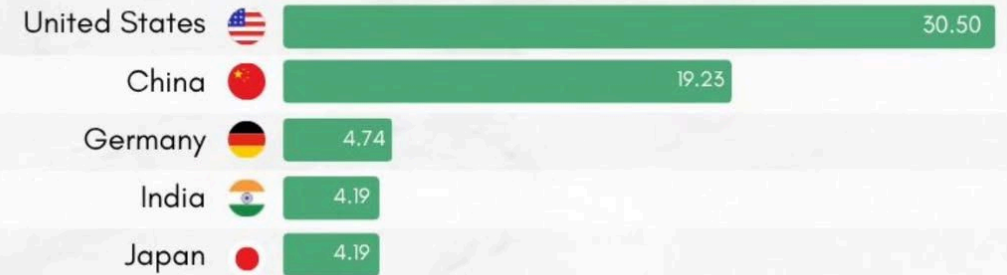 United States 30.50
China 19.23
Germany 4.74
India 4.19
Japan 4.19